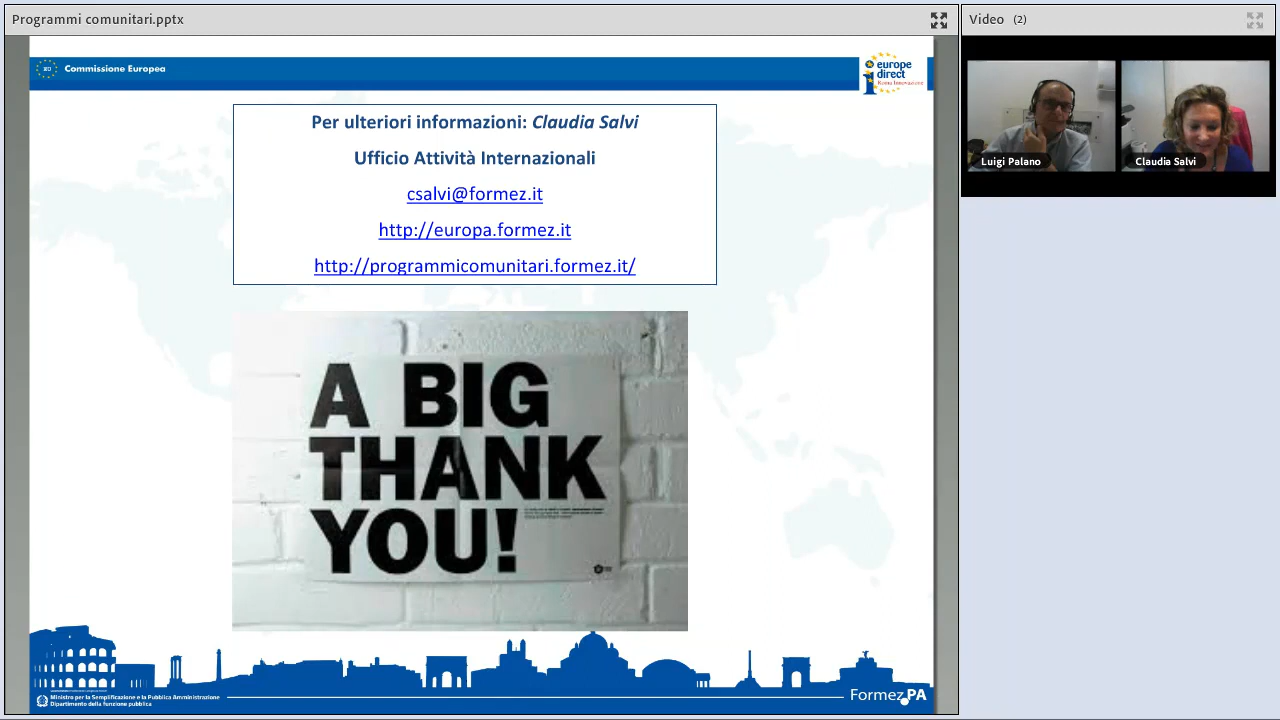 Programmi comunitari.pptx
Video (2)
Commissione Europea
europe
direct
Roma Innovazione
Per ulteriori informazioni: Claudia Salvi
Ufficio Attività Internazionali
csalvi@formez.it
http://europa.formez.it
http://programmicomunitari.formez.it/
Luigi Palano
Claudia Salvi
A BIG
THANK
YOU!
Ministro per la Semplificazione e la Pubblica Amministrazione
Dipartimento della funzione pubblica
FormezPA